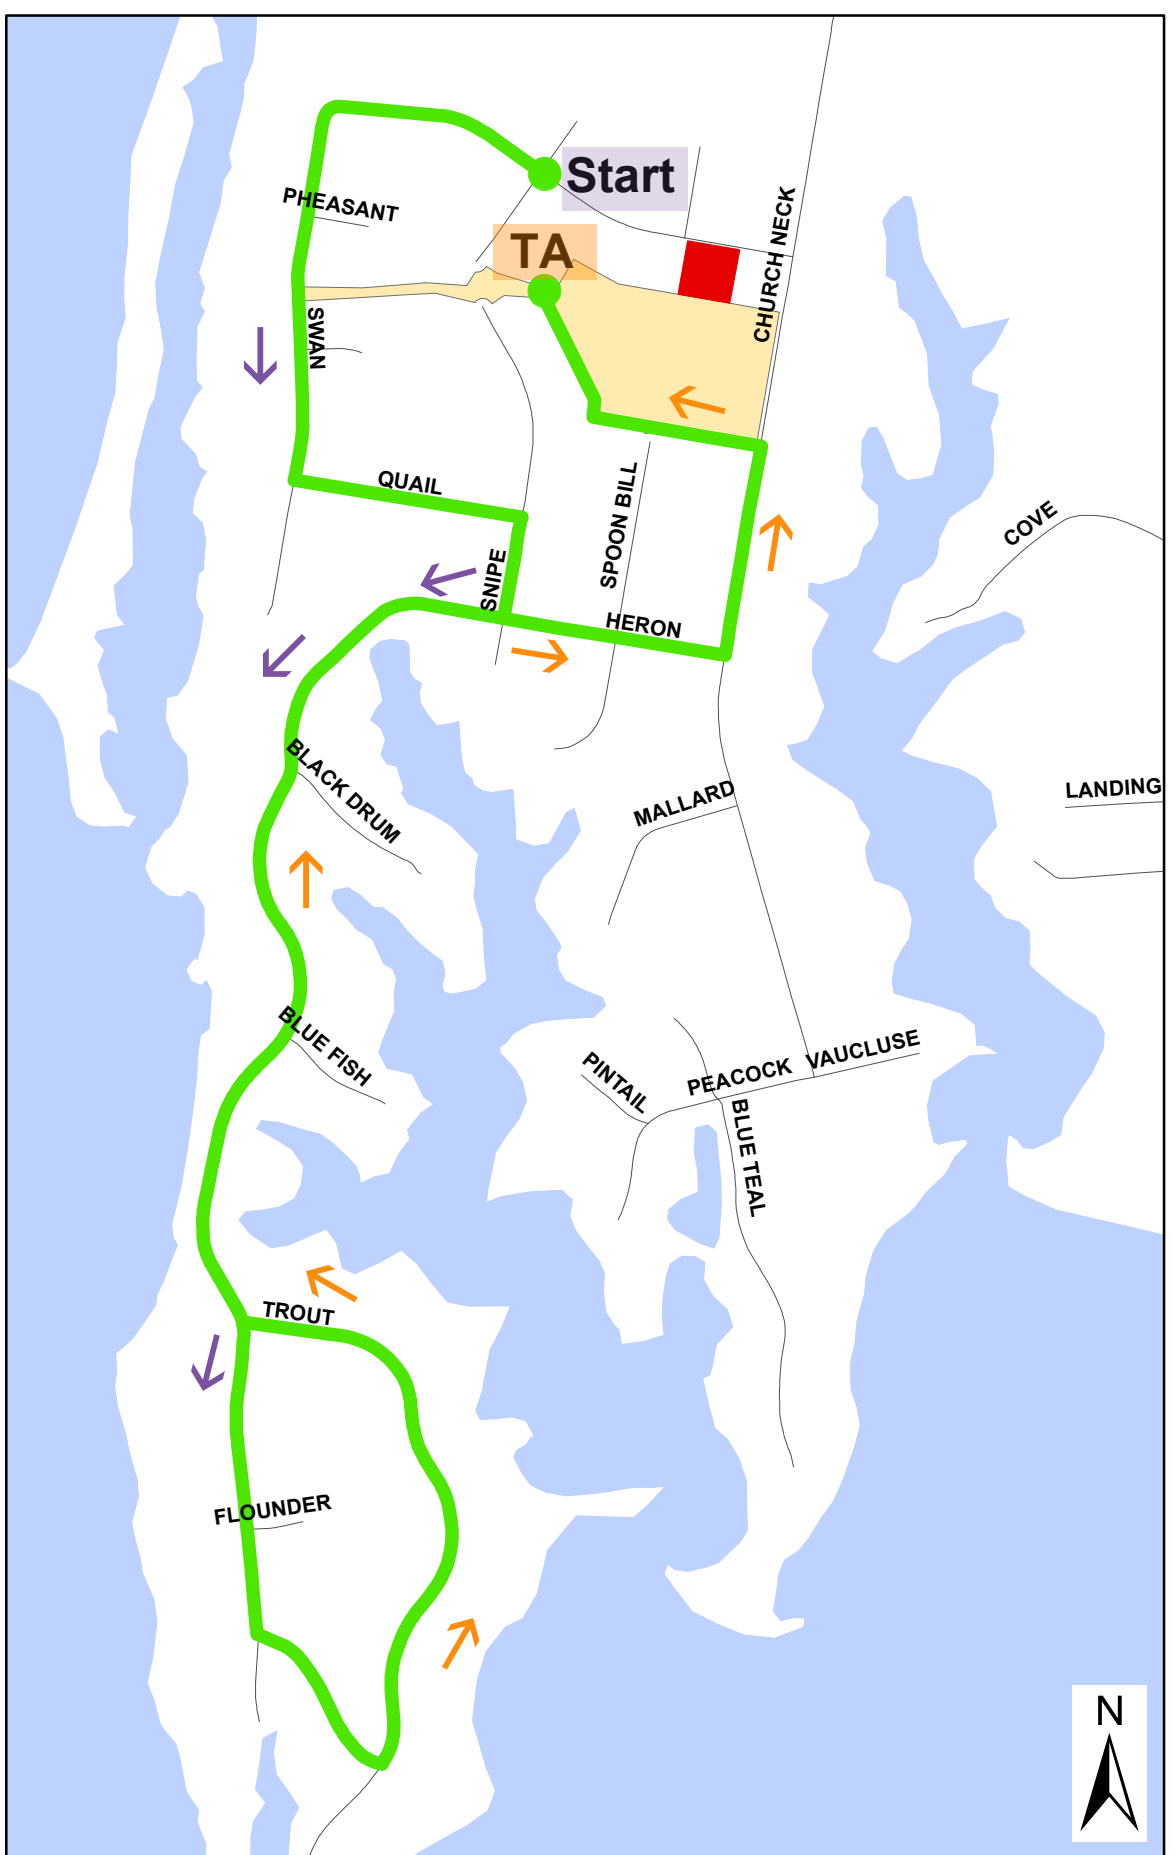 Start
PHEASANT
TA
CHURCH NECK
SWAN
QUAIL
SPOON BILL
COVE
SNIPE
HERON
BLACK DRUM
MALLARD
LANDING
BLUE FISH
PINTAIL
PEACOCK
VAUCLUSE
BLUE TEAL
TROUT
FLOUNDER
N